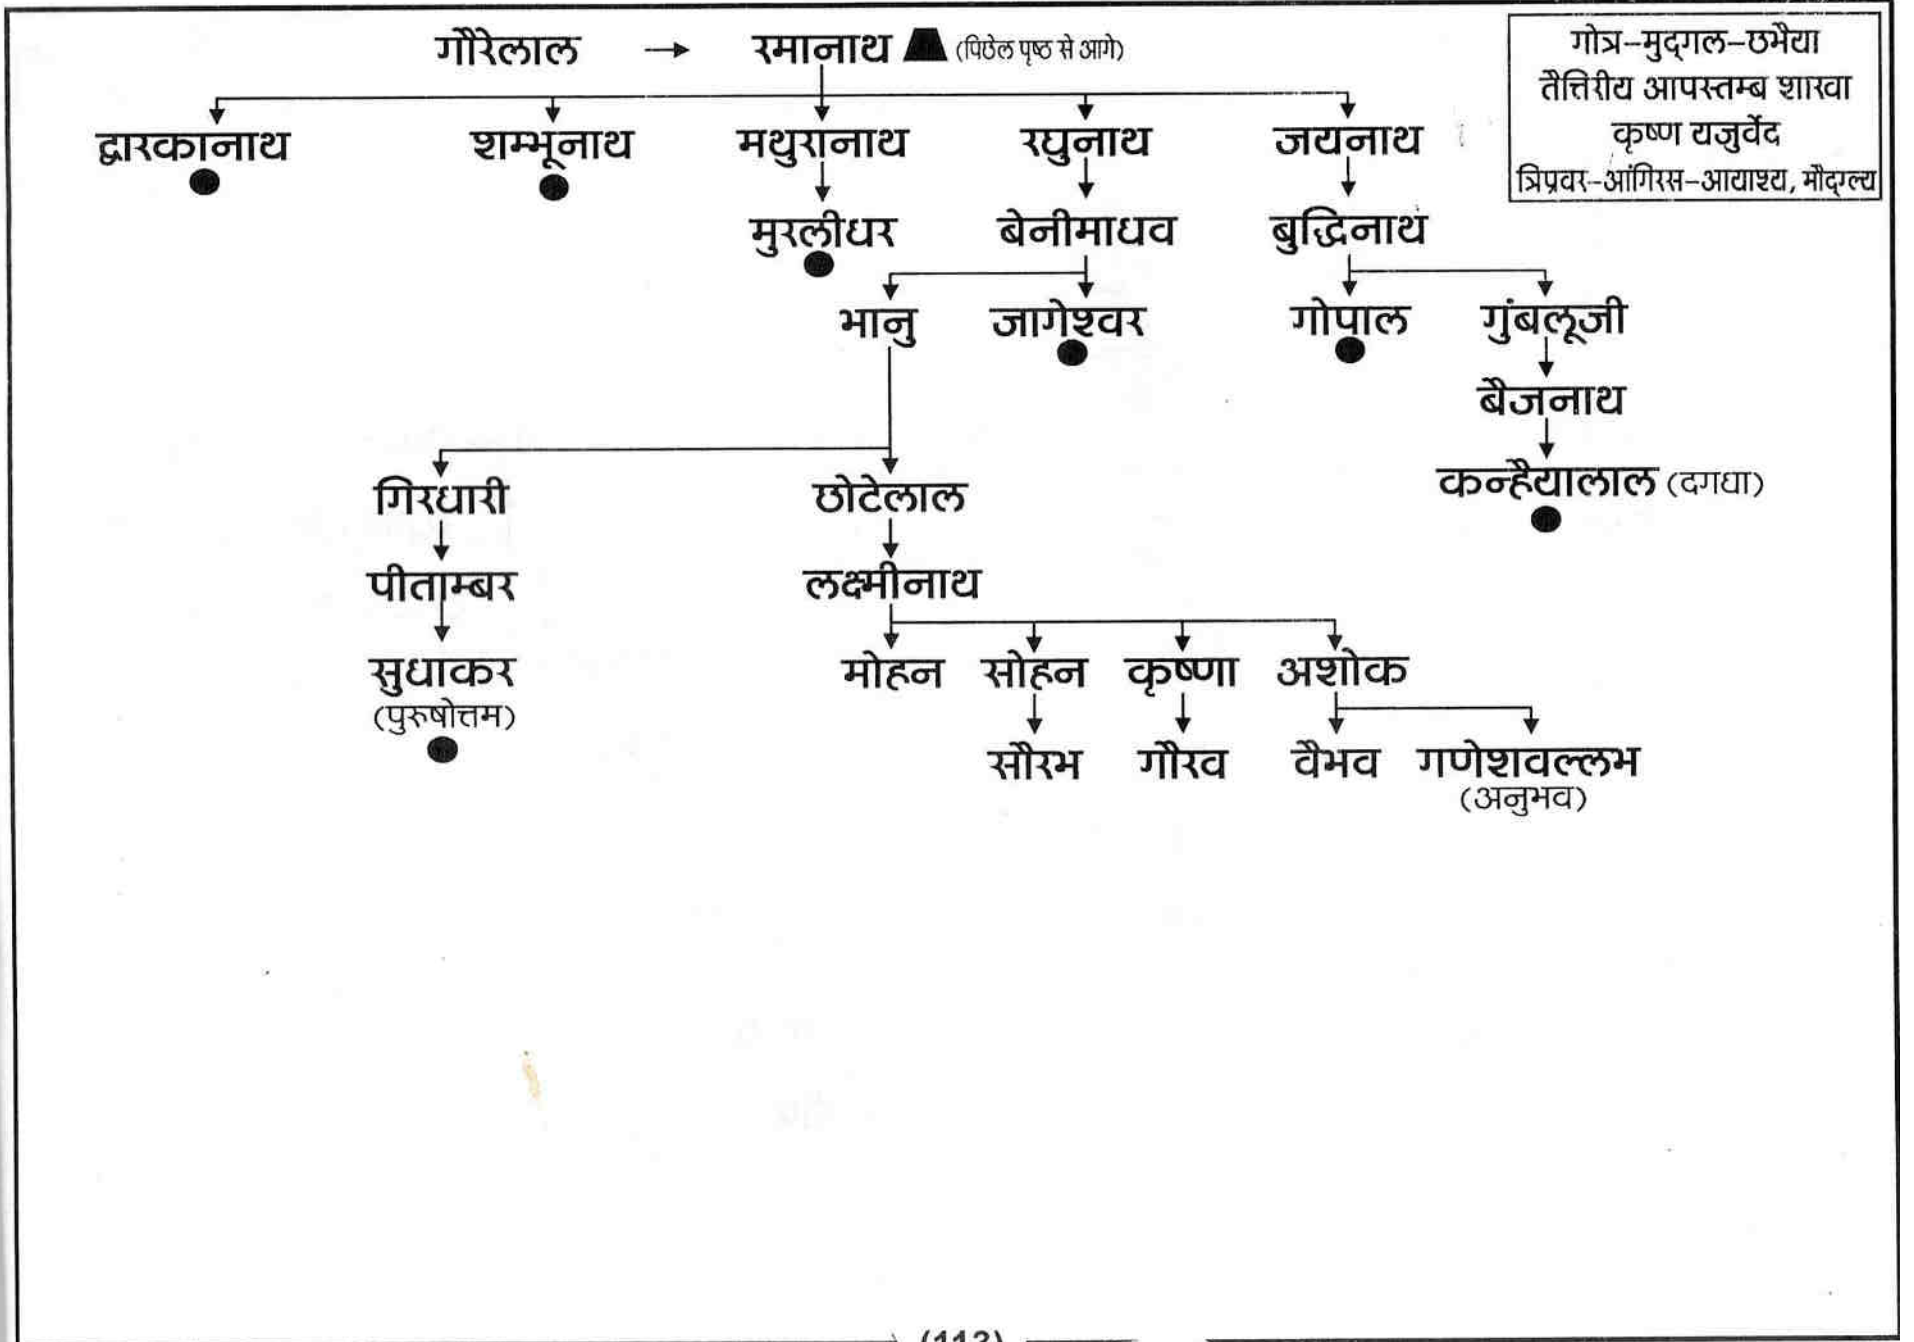 गौरेलाल → रमानाथ (पिछेल पृष्ठ से आगे)
गोत्र-मुद्गल-छभैया
तैत्तिरीय आपस्तम्ब शारवा
कृष्ण यजुर्वेद
त्रिप्रवर-आंगिरस-आयाश्य, मौद्गल्य
द्वारकानाथ शम्भूनाथ मथुरानाथ रघुनाथ जयनाथ
मुरलीधर बेनीमाधव बुद्धिनाथ
भानु जागेश्वर गोपाल गुंबलूजी
बैजनाथ
कन्हैयालाल (दगधा)
गिरधारी छोटेलाल
पीताम्बर लक्ष्मीनाथ
सुधाकर मोहन सोहन कृष्णा अशोक
(पुरुषोत्तम)
सौरभ गौरव वैभव गणेशवल्लभ
(अनुभव)